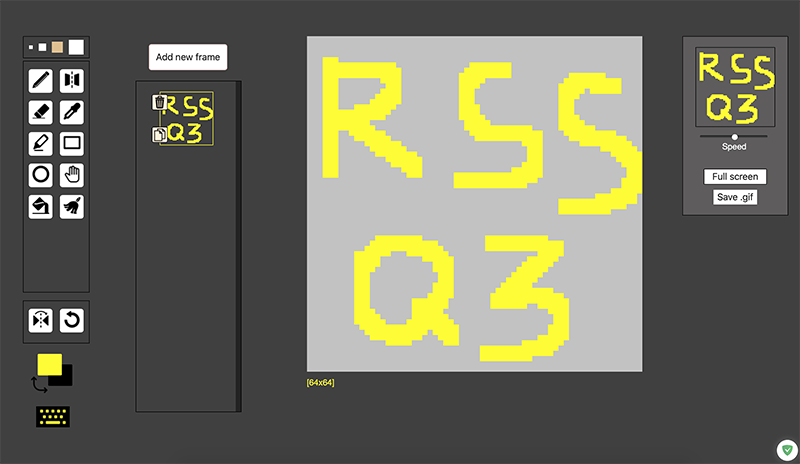 Add new frame
RSS
Q3
RSS
Q3
[64x64]
RSS
Q3
Speed
Full screen
Save .gif